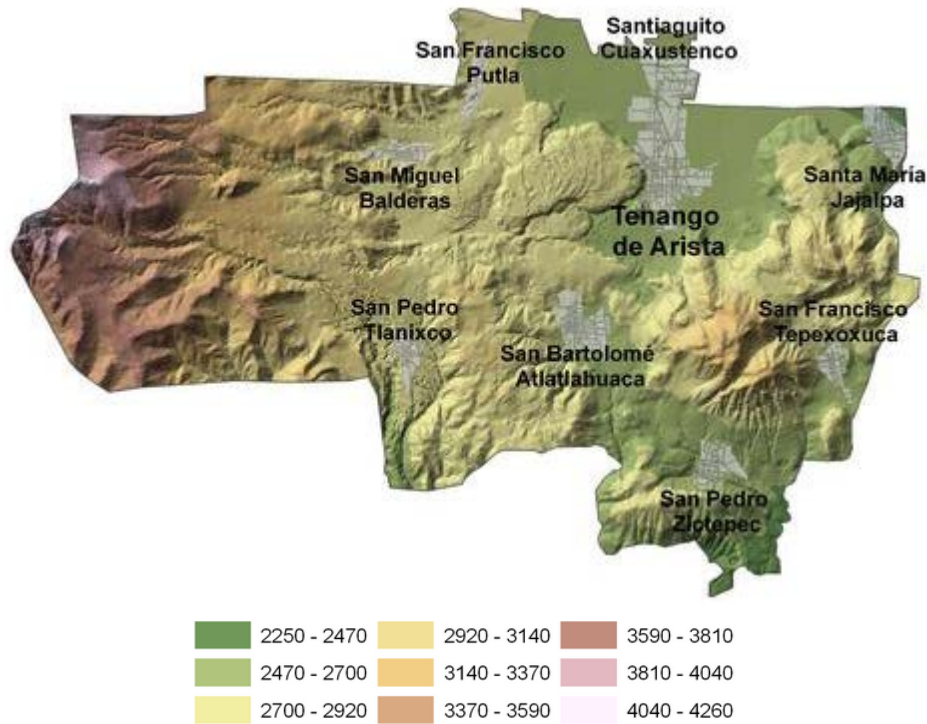 Santiaguito
Cuaxustenco
San Francisco
Putla
San Miguel
Balderas
Santa María
Jajalpa
Tenango
de Arista
San Pedro
Tlanixco
San Francisco
Tepexoxuca
San Bartolomé
Atlatlahuaca
San Pedro
Zictepec
2250 - 2470
2920 - 3140
3590 - 3810
2470 - 2700
3140 - 3370
3810 - 4040
2700 - 2920
3370 - 3590
4040 - 4260